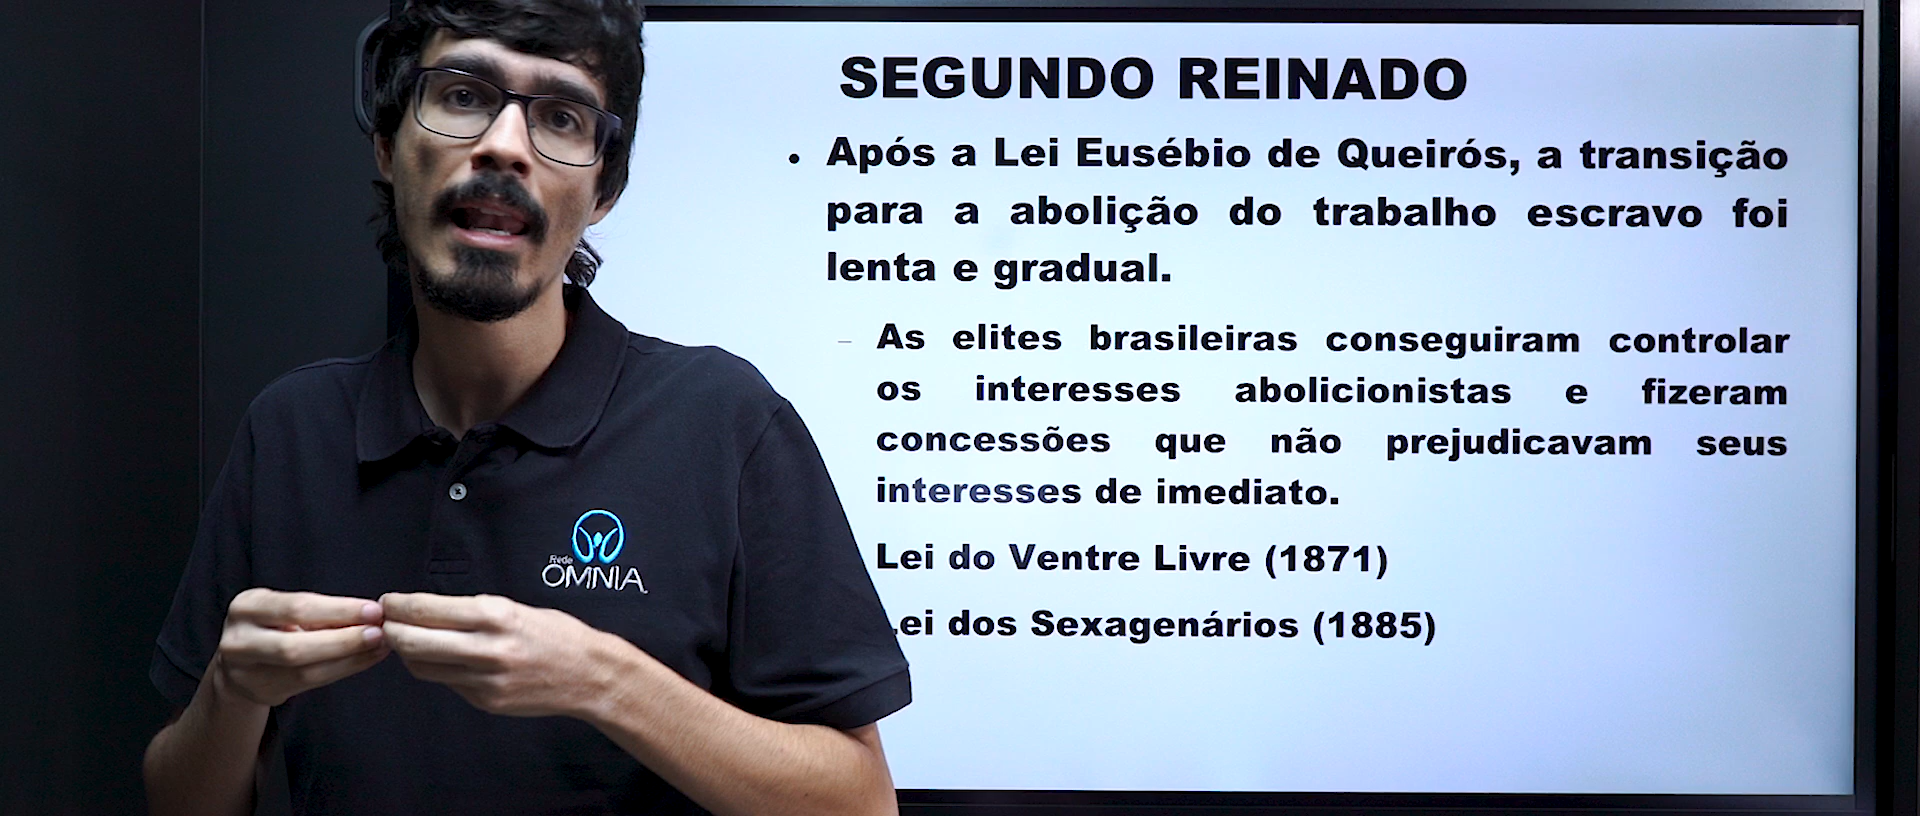 SEGUNDO REINADO
• Após a Lei Eusébio de Queirós, a transição
para a abolição do trabalho escravo foi
lenta e gradual.
– As elites brasileiras conseguiram controlar
os interesses abolicionistas e fizeram
concessões que não prejudicavam seus
interesses de imediato.
Lei do Ventre Livre (1871)
ei dos Sexagenários (1885)
Rede
OMNIA